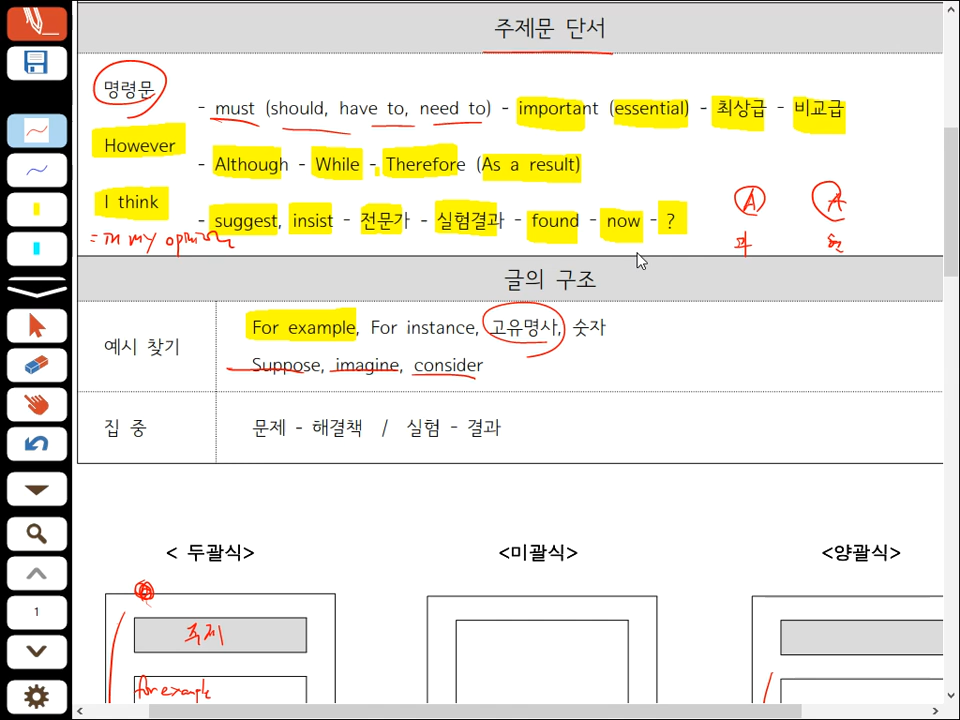 주제문 단서
명령문
- must (should, have to, need to) - important (essential) - 최상급 - 비교급
However
- Although - While - Therefore (As a result)
I think
- suggest, insist - 전문가 - 실험결과 - found - now - ?
A A
= in my opinion
과 현
글의 구조
예시 찾기
For example, For instance, 고유명사, 숫자
Suppose, imagine, consider
집 중
문제 - 해결책 / 실험 - 결과
1
< 두괄식> <미괄식> <양괄식>
주제
for example